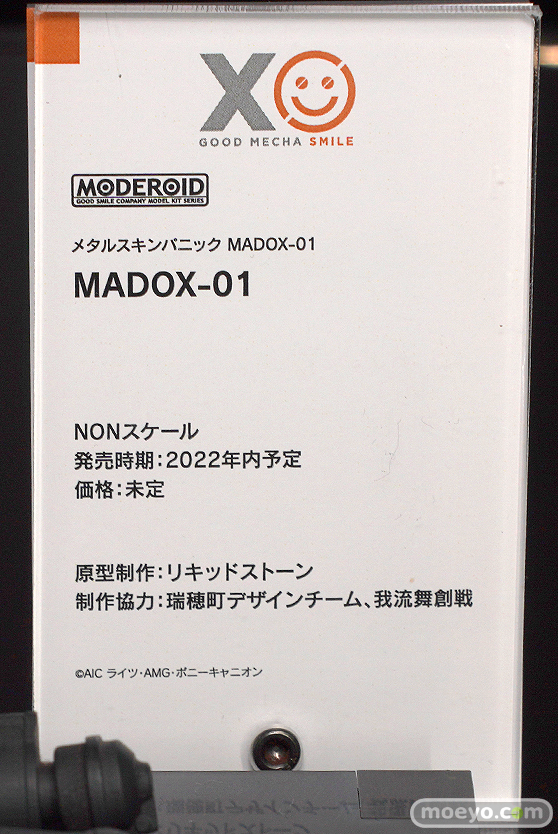 XO
GOOD MECHA SMILE
MODEROID
GOOD SMILE COMPANY MODEL KIT SERIES
メタルスキンパニック MADOX-01
MADOX-01
NONスケール
発売時期：2022年内予定
価格：未定
原型制作：リキッドストーン
制作協力：瑞穂町デザインチーム、我流舞創戦
©AIC ライツ・AMG・ポニーキャニオン
moeyo.com